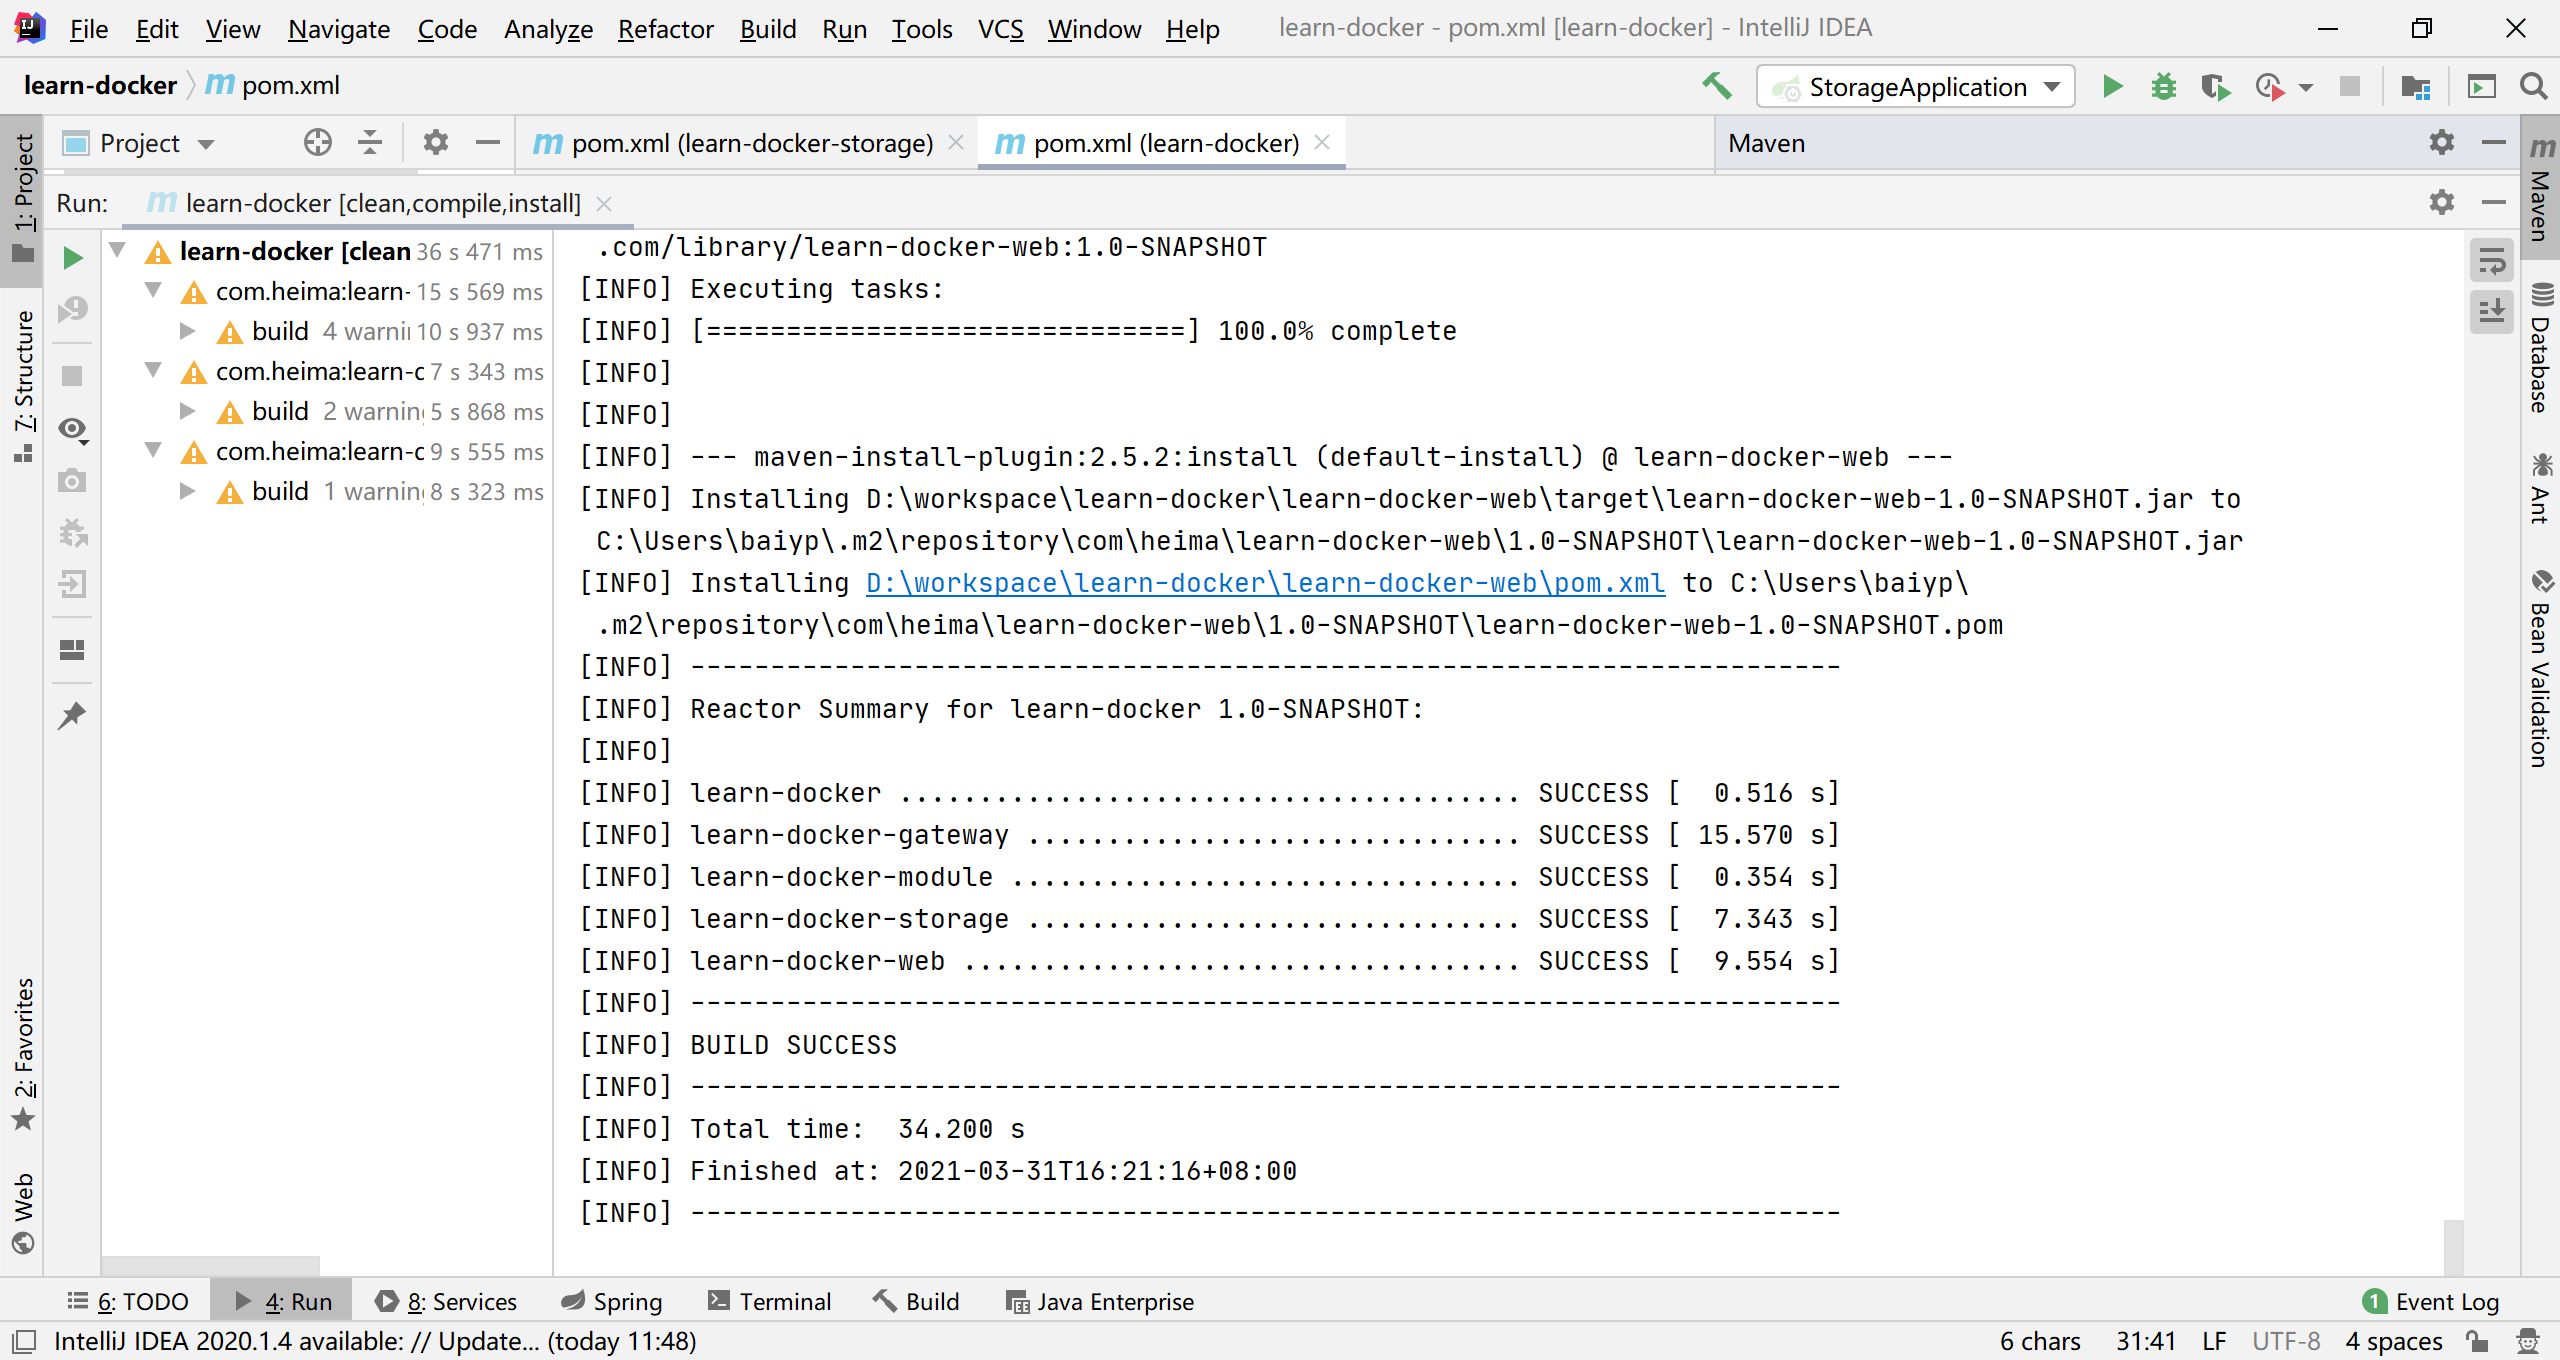 File Edit View Navigate Code Analyze Refactor Build Run Tools VCS Window Help learn-docker - pom.xml [learn-docker] - IntelliJ IDEA
learn-docker pom.xml
StorageApplication
Project
pom.xml (learn-docker-storage)
pom.xml (learn-docker)
Maven
Run: learn-docker [clean,compile,install]
learn-docker [clean 36 s 471 ms
com.heima:learn- 15 s 569 ms
build 4 warni 10 s 937 ms
com.heima:learn-c 7 s 343 ms
build 2 warning 5 s 868 ms
com.heima:learn-c 9 s 555 ms
build 1 warning 8 s 323 ms
.com/library/learn-docker-web:1.0-SNAPSHOT
[INFO] Executing tasks:
[INFO] [==============================] 100.0% complete
[INFO]
[INFO]
[INFO] --- maven-install-plugin:2.5.2:install (default-install) @ learn-docker-web ---
[INFO] Installing D:\workspace\learn-docker\learn-docker-web\target\learn-docker-web-1.0-SNAPSHOT.jar to
C:\Users\baiyp\.m2\repository\com\heima\learn-docker-web\1.0-SNAPSHOT\learn-docker-web-1.0-SNAPSHOT.jar
[INFO] Installing D:\workspace\learn-docker\learn-docker-web\pom.xml to C:\Users\baiyp\
.m2\repository\com\heima\learn-docker-web\1.0-SNAPSHOT\learn-docker-web-1.0-SNAPSHOT.pom
[INFO] ------------------------------------------------------------------------
[INFO] Reactor Summary for learn-docker 1.0-SNAPSHOT:
[INFO]
[INFO] learn-docker ....................................... SUCCESS [  0.516 s]
[INFO] learn-docker-gateway ............................... SUCCESS [ 15.570 s]
[INFO] learn-docker-module ................................ SUCCESS [  0.354 s]
[INFO] learn-docker-storage ............................... SUCCESS [  7.343 s]
[INFO] learn-docker-web ................................... SUCCESS [  9.554 s]
[INFO] ------------------------------------------------------------------------
[INFO] BUILD SUCCESS
[INFO] ------------------------------------------------------------------------
[INFO] Total time:  34.200 s
[INFO] Finished at: 2021-03-31T16:21:16+08:00
[INFO] ------------------------------------------------------------------------
1: Project
7: Structure
2: Favorites
Web
Maven
Database
Ant
Bean Validation
6: TODO 4: Run 8: Services Spring Terminal Build Java Enterprise 1 Event Log
IntelliJ IDEA 2020.1.4 available: // Update... (today 11:48) 6 chars 31:41 LF UTF-8 4 spaces